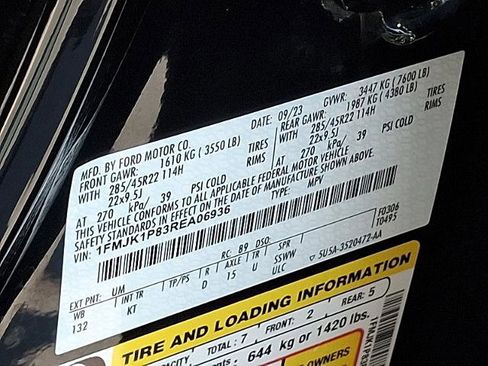 MFD. BY FORD MOTOR CO. DATE: 09/23 GVWR: 3447 KG ( 7600 LB)
FRONT GAWR: 1610 KG ( 3550 LB) REAR GAWR: 1987 KG ( 4380 LB)
WITH 285/45R22 114H TIRES WITH 285/45R22 114H TIRES
22x9.5J RIMS 22x9.5J RIMS
AT 270 kPa/ 39 PSI COLD AT 270 kPa/ 39 PSI COLD
THIS VEHICLE CONFORMS TO ALL APPLICABLE FEDERAL MOTOR VEHICLE
SAFETY STANDARDS IN EFFECT ON THE DATE OF MANUFACTURE SHOWN ABOVE.
VIN: 1FMJK1P83REA06936 TYPE: MPV
F0306
T0495
EXT PNT: UM RC: 89 DSO:
WB INT TR TP/PS R AXLE TR SPR
132 KT D 15 U SSWW 5U5A-3520472-AA
ULC
TIRE AND LOADING INFORMATION
CAPACITY TOTAL: 7 FRONT: 2 REAR: 5
644 kg or 1420 lbs.
OWNERS